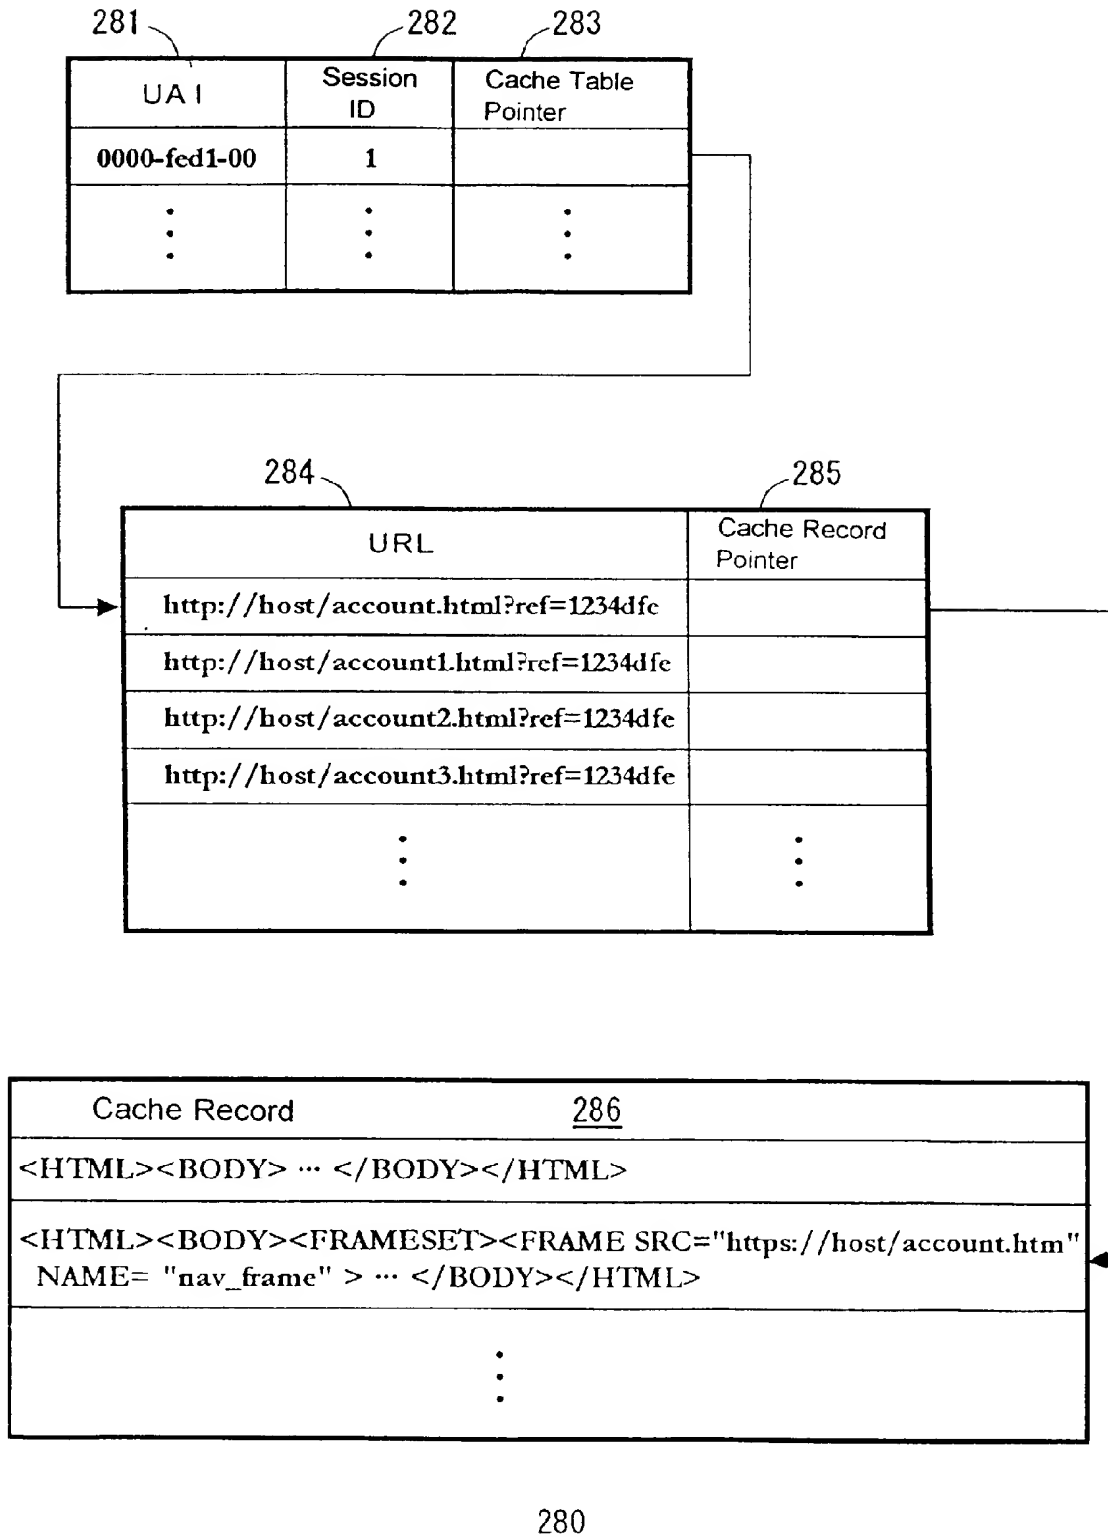 281 282 283
UAI Session ID Cache Table Pointer
0000-fed1-00 1
284 285
URL Cache Record Pointer
http://host/account.html?ref=1234dfe
http://host/account1.html?ref=1234dfe
http://host/account2.html?ref=1234dfe
http://host/account3.html?ref=1234dfe
Cache Record 286
<HTML><BODY> ... </BODY></HTML>
<HTML><BODY><FRAMESET><FRAME SRC="https://host/account.htm"
NAME= "nav_frame" > ... </BODY></HTML>
280